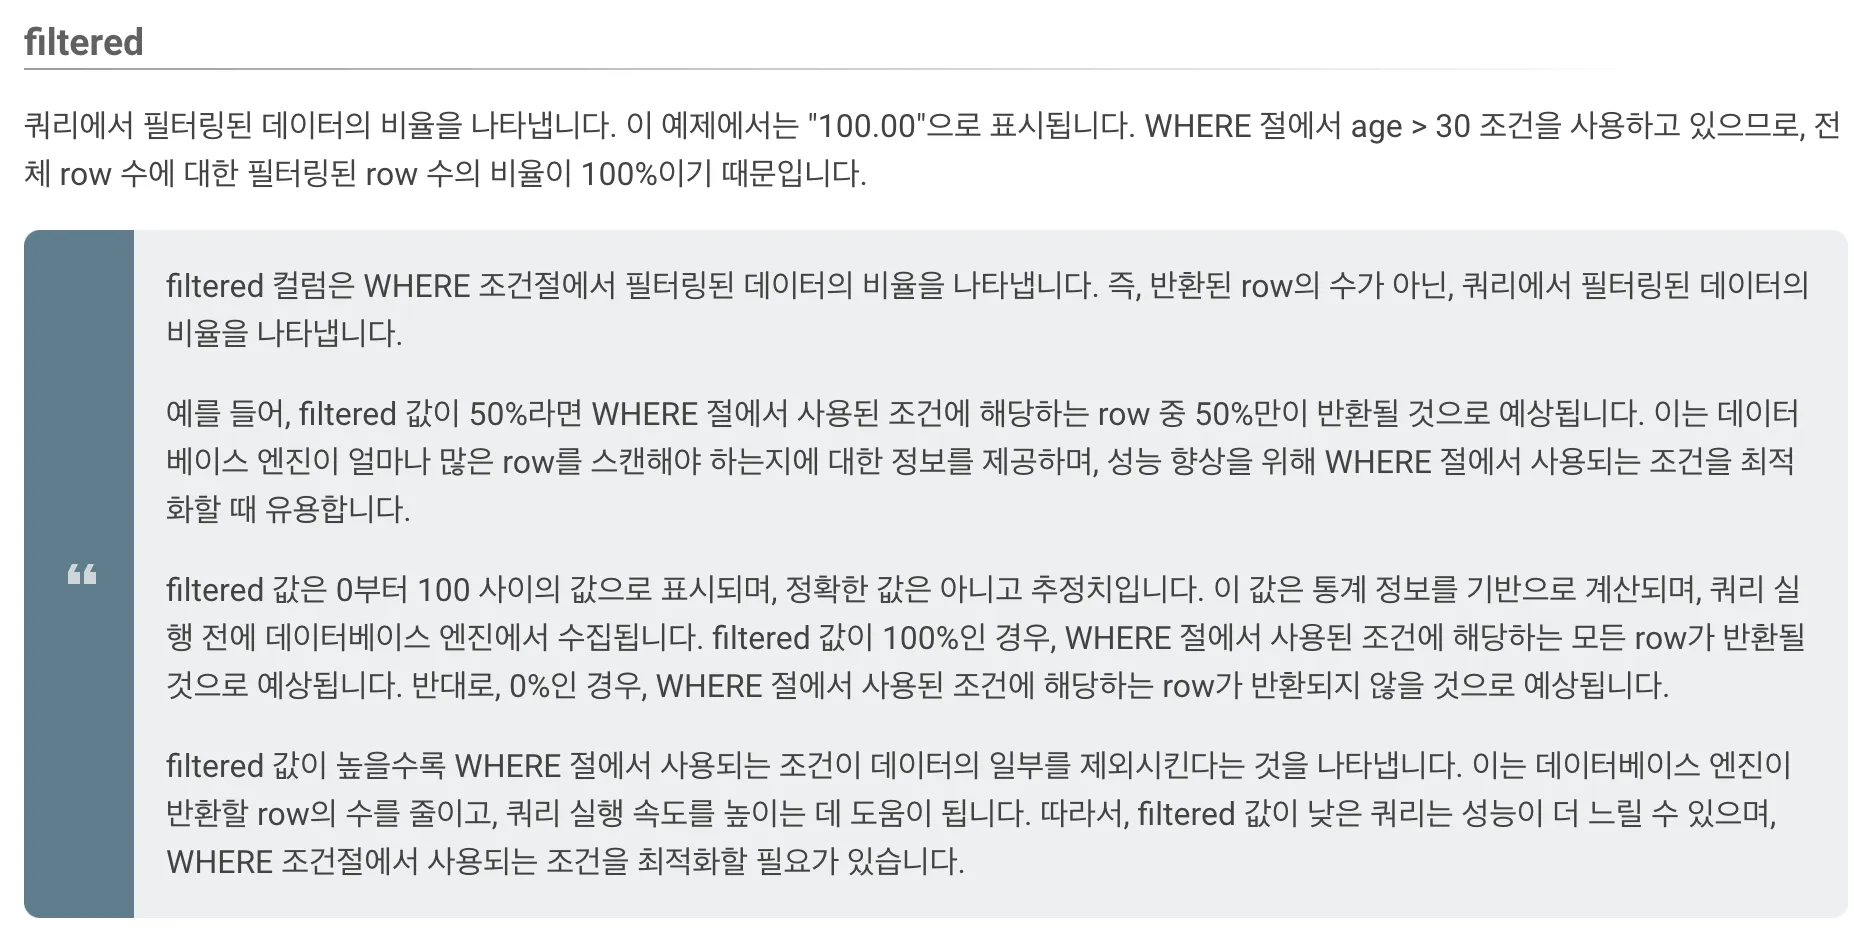 filtered
쿼리에서 필터링된 데이터의 비율을 나타냅니다. 이 예제에서는 "100.00"으로 표시됩니다. WHERE 절에서 age > 30 조건을 사용하고 있으므로, 전
체 row 수에 대한 필터링된 row 수의 비율이 100%이기 때문입니다.
filtered 컬럼은 WHERE 조건절에서 필터링된 데이터의 비율을 나타냅니다. 즉, 반환된 row의 수가 아닌, 쿼리에서 필터링된 데이터의
비율을 나타냅니다.
예를 들어, filtered 값이 50%라면 WHERE 절에서 사용된 조건에 해당하는 row 중 50%만이 반환될 것으로 예상됩니다. 이는 데이터
베이스 엔진이 얼마나 많은 row를 스캔해야 하는지에 대한 정보를 제공하며, 성능 향상을 위해 WHERE 절에서 사용되는 조건을 최적
화할 때 유용합니다.
“
filtered 값은 0부터 100 사이의 값으로 표시되며, 정확한 값은 아니고 추정치입니다. 이 값은 통계 정보를 기반으로 계산되며, 쿼리 실
행 전에 데이터베이스 엔진에서 수집됩니다. filtered 값이 100%인 경우, WHERE 절에서 사용된 조건에 해당하는 모든 row가 반환될
것으로 예상됩니다. 반대로, 0%인 경우, WHERE 절에서 사용된 조건에 해당하는 row가 반환되지 않을 것으로 예상됩니다.
filtered 값이 높을수록 WHERE 절에서 사용되는 조건이 데이터의 일부를 제외시킨다는 것을 나타냅니다. 이는 데이터베이스 엔진이
반환할 row의 수를 줄이고, 쿼리 실행 속도를 높이는 데 도움이 됩니다. 따라서, filtered 값이 낮은 쿼리는 성능이 더 느릴 수 있으며,
WHERE 조건절에서 사용되는 조건을 최적화할 필요가 있습니다.